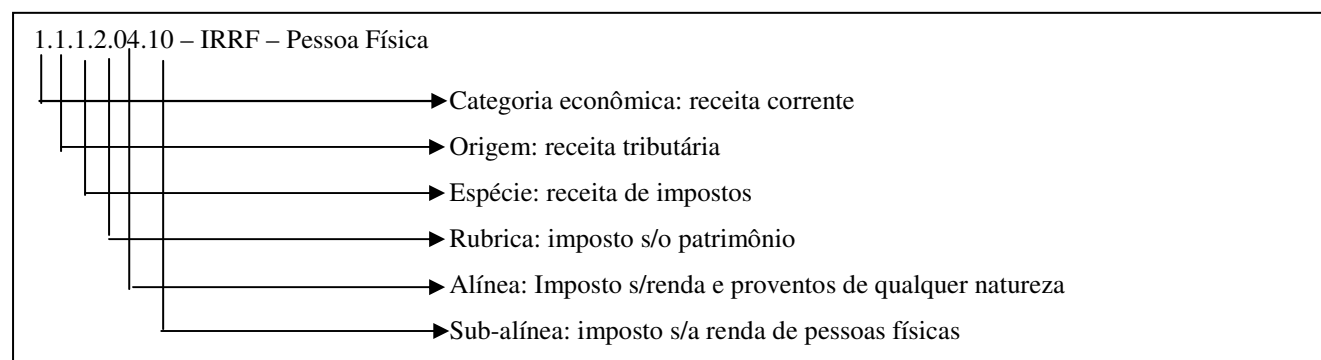 1.1.1.2.04.10 – IRRF – Pessoa Física
Categoria econômica: receita corrente
Origem: receita tributária
Espécie: receita de impostos
Rubrica: imposto s/o patrimônio
Alínea: Imposto s/renda e proventos de qualquer natureza
Sub-alínea: imposto s/a renda de pessoas físicas